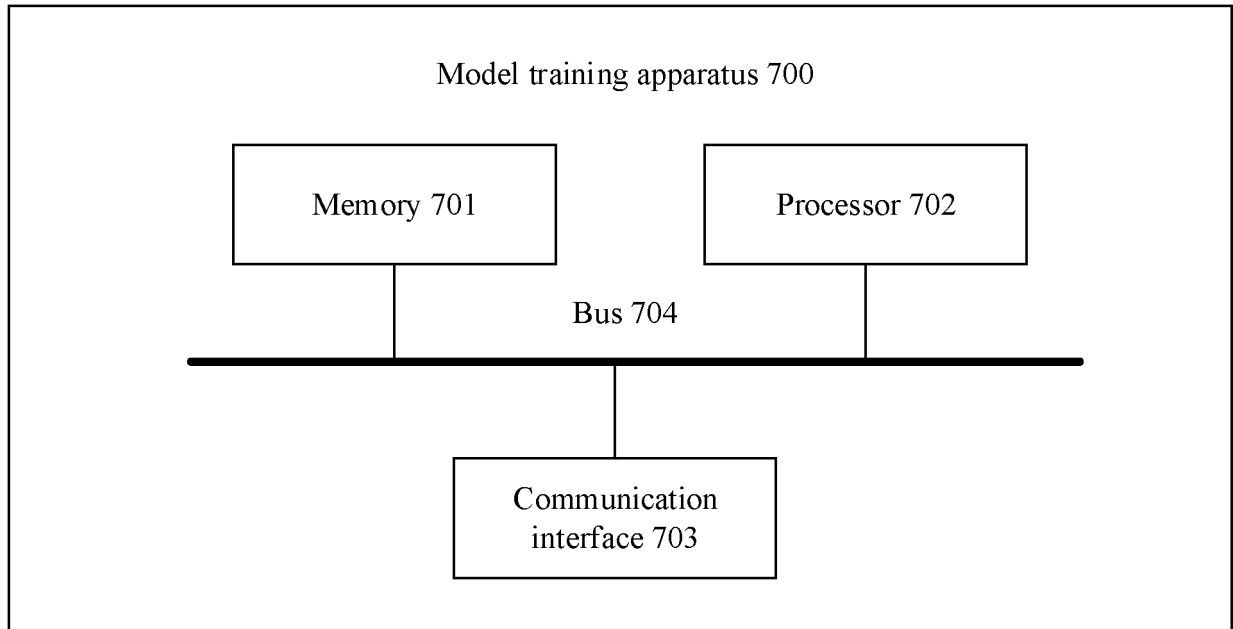 Model training apparatus 700
Memory 701
Processor 702
Bus 704
Communication
interface 703